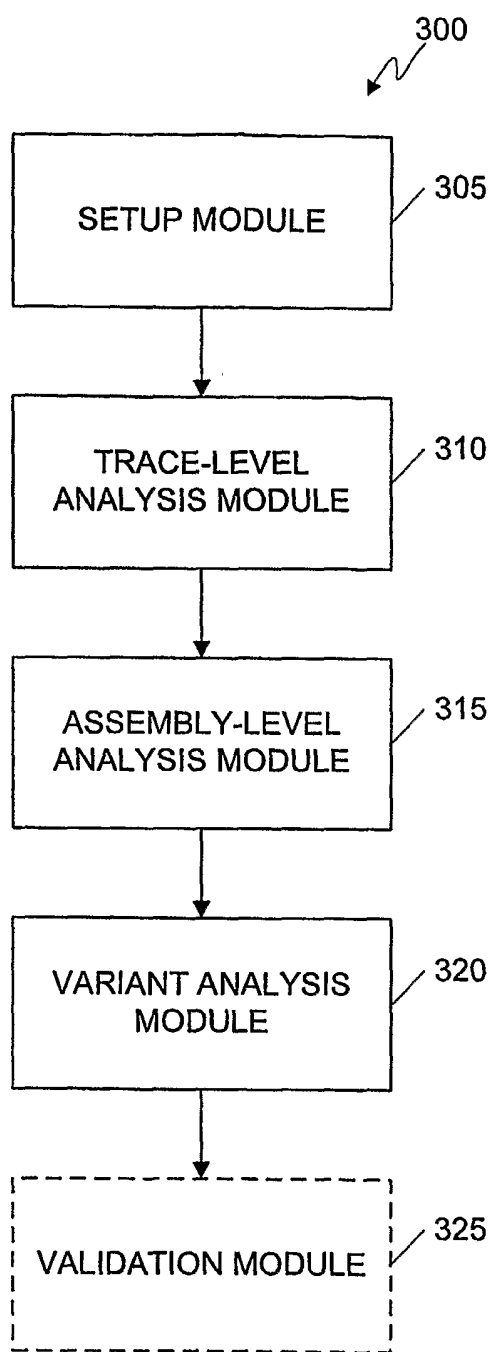 300
SETUP MODULE
305
TRACE-LEVEL
ANALYSIS MODULE
310
ASSEMBLY-LEVEL
ANALYSIS MODULE
315
VARIANT ANALYSIS
MODULE
320
VALIDATION MODULE
325